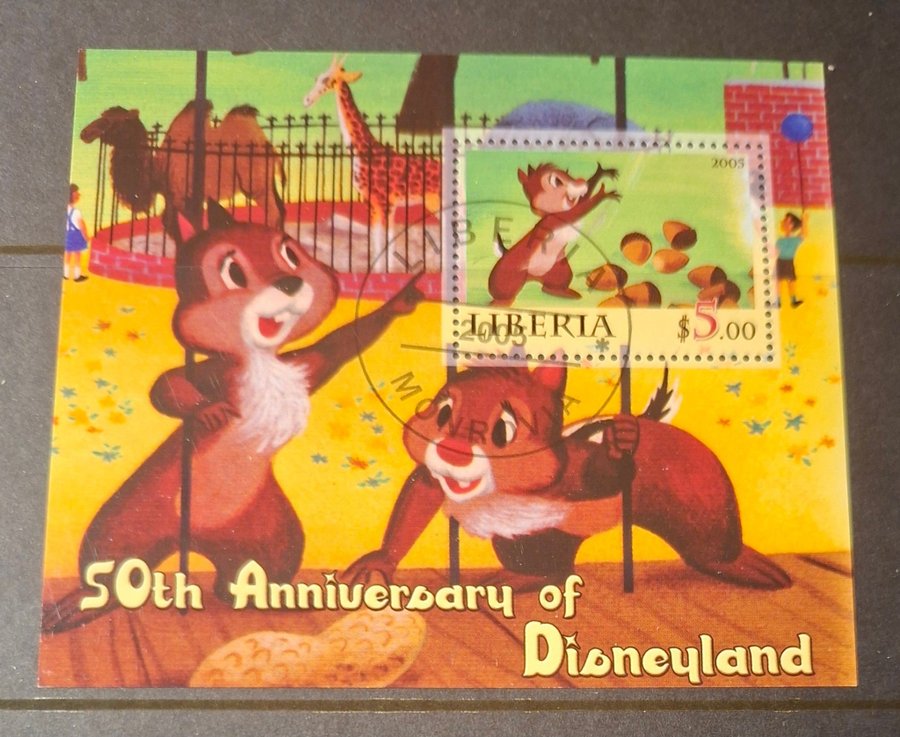 2005
LIBERIA $5.00
LIBERIA
2005
MONROVIA
50th Anniversary of
Disneyland